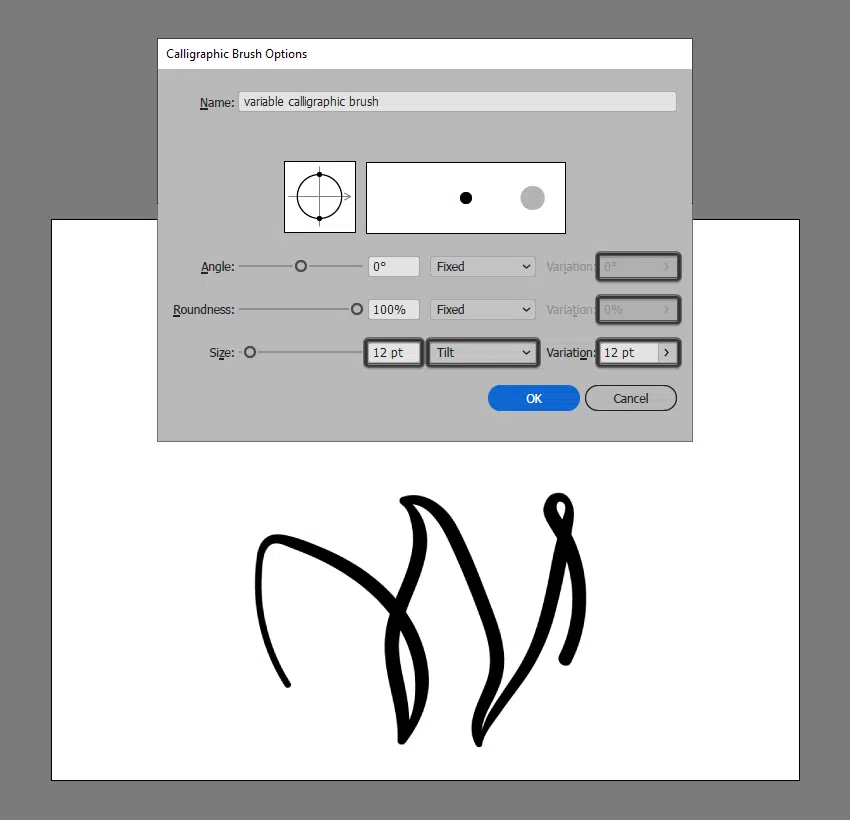 Calligraphic Brush Options
Name: variable calligraphic brush
Angle: 0° Fixed Variation: 0°
Roundness: 100% Fixed Variation: 0%
Size: 12 pt Tilt Variation: 12 pt
OK Cancel